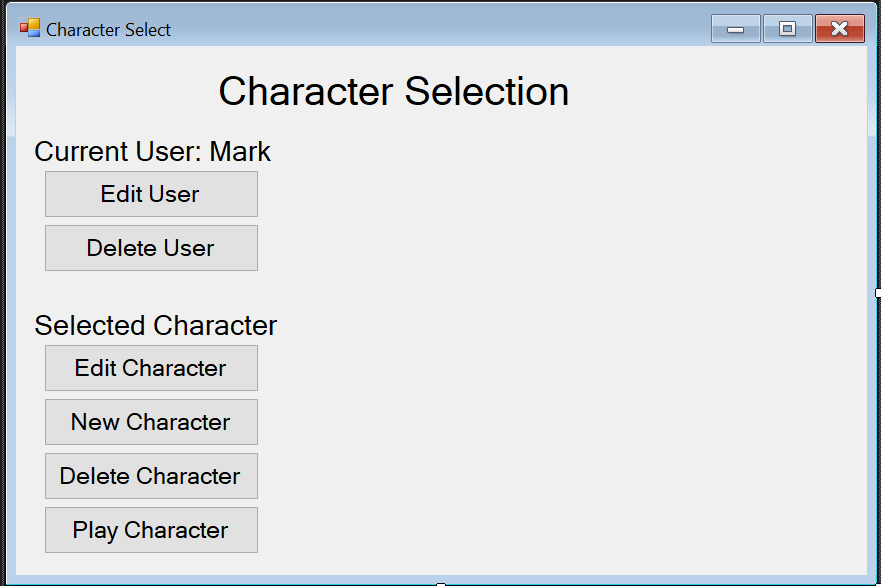 Character Select
Character Selection
Current User: Mark
Edit User
Delete User
Selected Character
Edit Character
New Character
Delete Character
Play Character